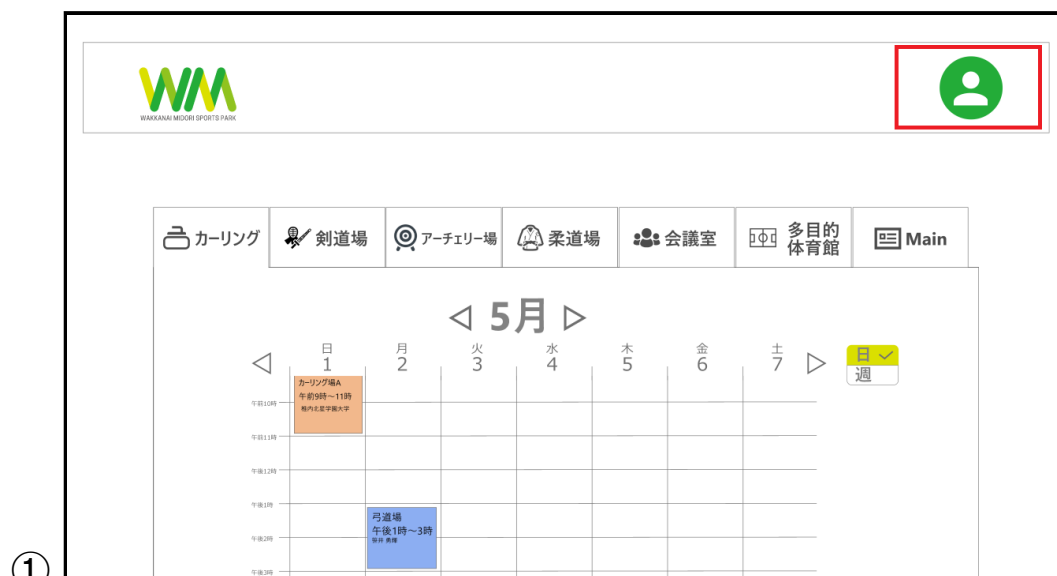 WM
WAKKANAI MIDORI SPORTS PARK
カーリング
剣道場
アーチェリー場
柔道場
会議室
多目的
体育館
Main
5月
日 月 火 水 木 金 土
1 2 3 4 5 6 7
日
週
カーリング場A
午前9時～11時
稚内北星学園大学
午前10時
午前11時
午後12時
午後1時
弓道場
午後1時～3時
午後2時
午後3時
①